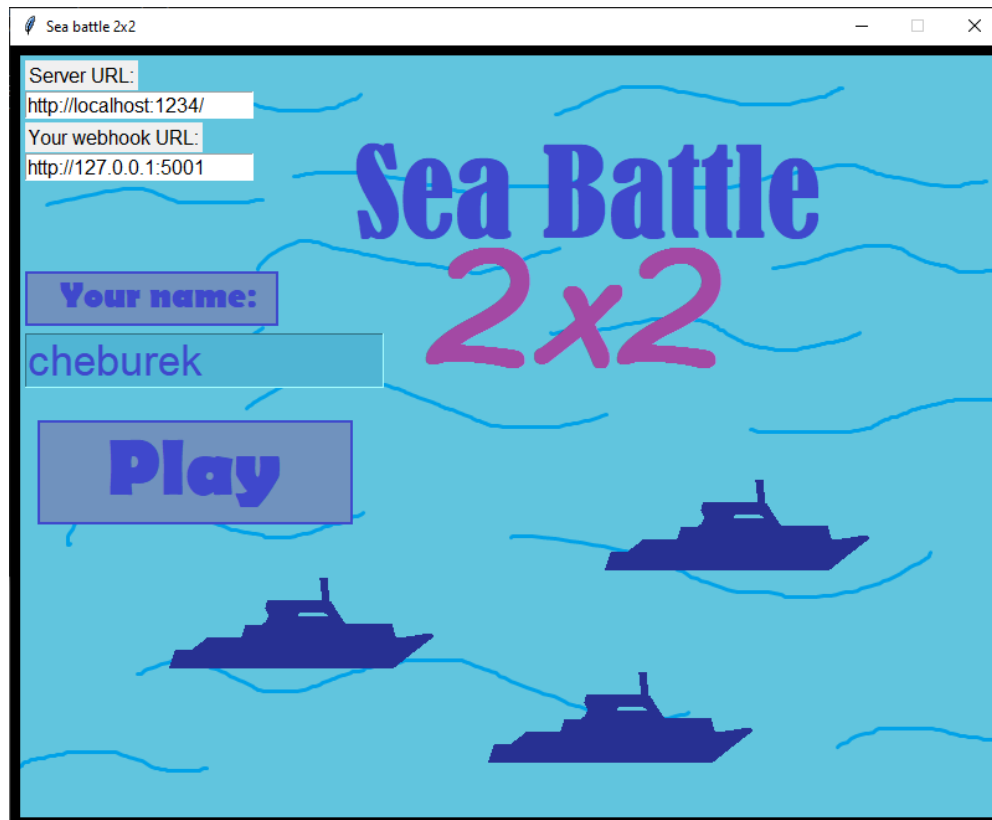 Sea battle 2x2
Server URL:
http://localhost:1234/
Your webhook URL:
http://127.0.0.1:5001
Sea Battle
2x2
Your name:
cheburek
Play